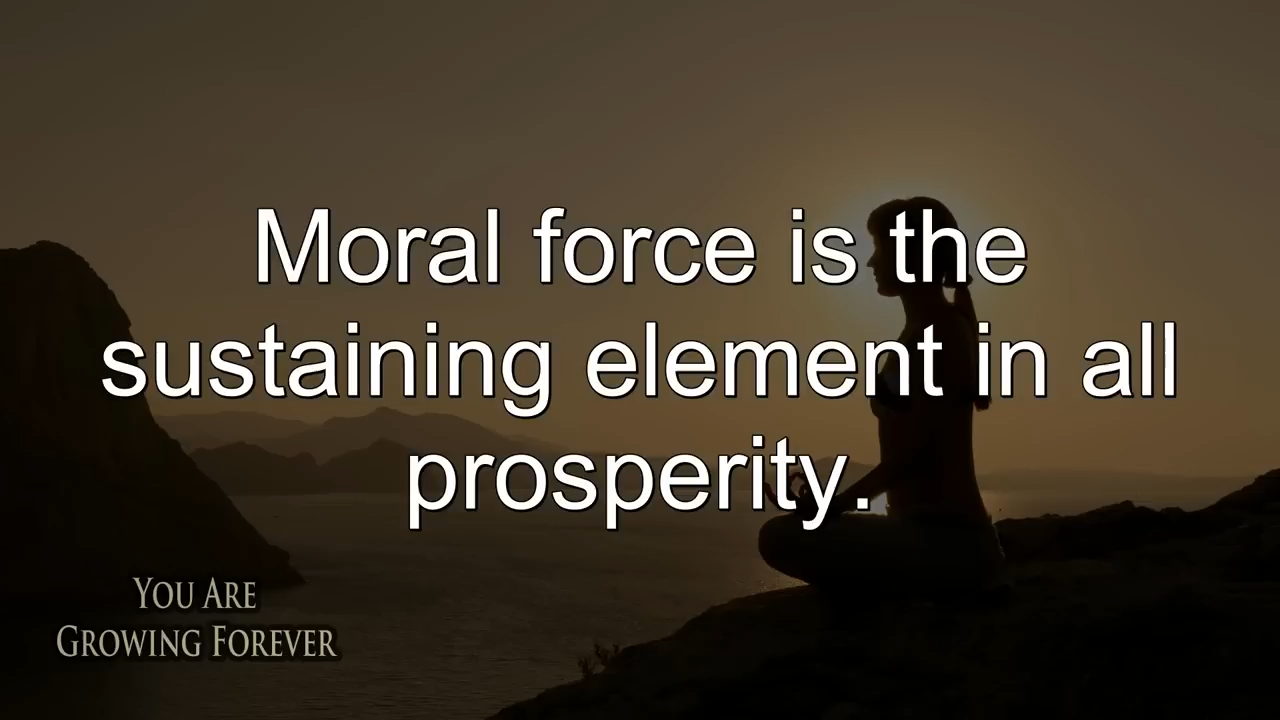 Moral force is the
sustaining element in all
prosperity.
You Are
Growing Forever